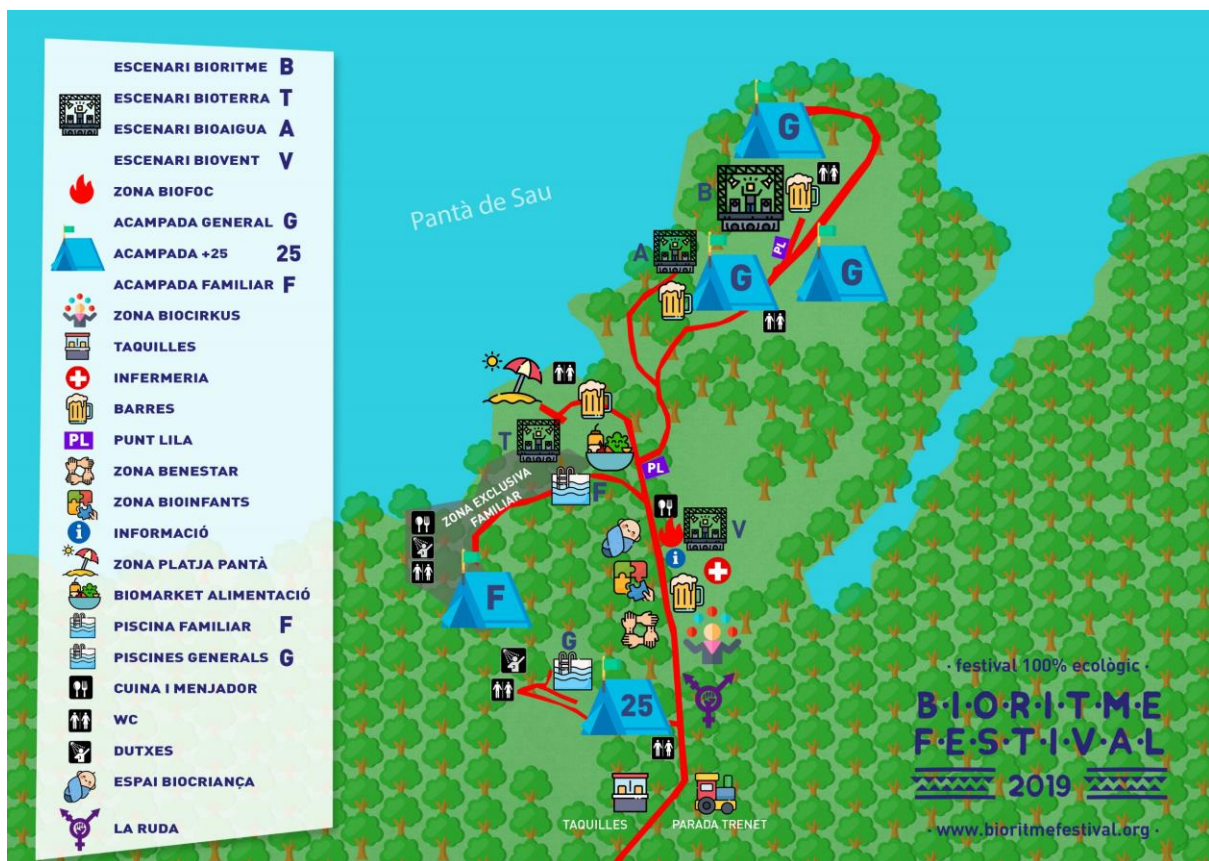 ESCENARI BIORITME B
ESCENARI BIOTERRA T
ESCENARI BIOAIGUA A
ESCENARI BIOVENT V
ZONA BIOFOC
ACAMPADA GENERAL G
ACAMPADA +25 25
ACAMPADA FAMILIAR F
ZONA BIOCIRKUS
TAQUILLES
INFERMERIA
BARRES
PL PUNT LILA
ZONA BENESTAR
ZONA BIOINFANTS
i INFORMACIÓ
ZONA PLATJA PANTÀ
BIOMARKET ALIMENTACIÓ
PISCINA FAMILIAR F
PISCINES GENERALS G
CUINA I MENJADOR
WC
DUTXES
ESPAI BIOCRIANÇA
LA RUDA
Pantà de Sau
G
B
PL
A
G
G
T
PL
F
ZONA EXCLUSIVA
FAMILIAR
V
i
F
G
25
TAQUILLES
PARADA TRENET
· festival 100% ecològic ·
B·I·O·R·I·T·M·E
F·E·S·T·I·V·A·L
2019
· www.bioritmefestival.org ·